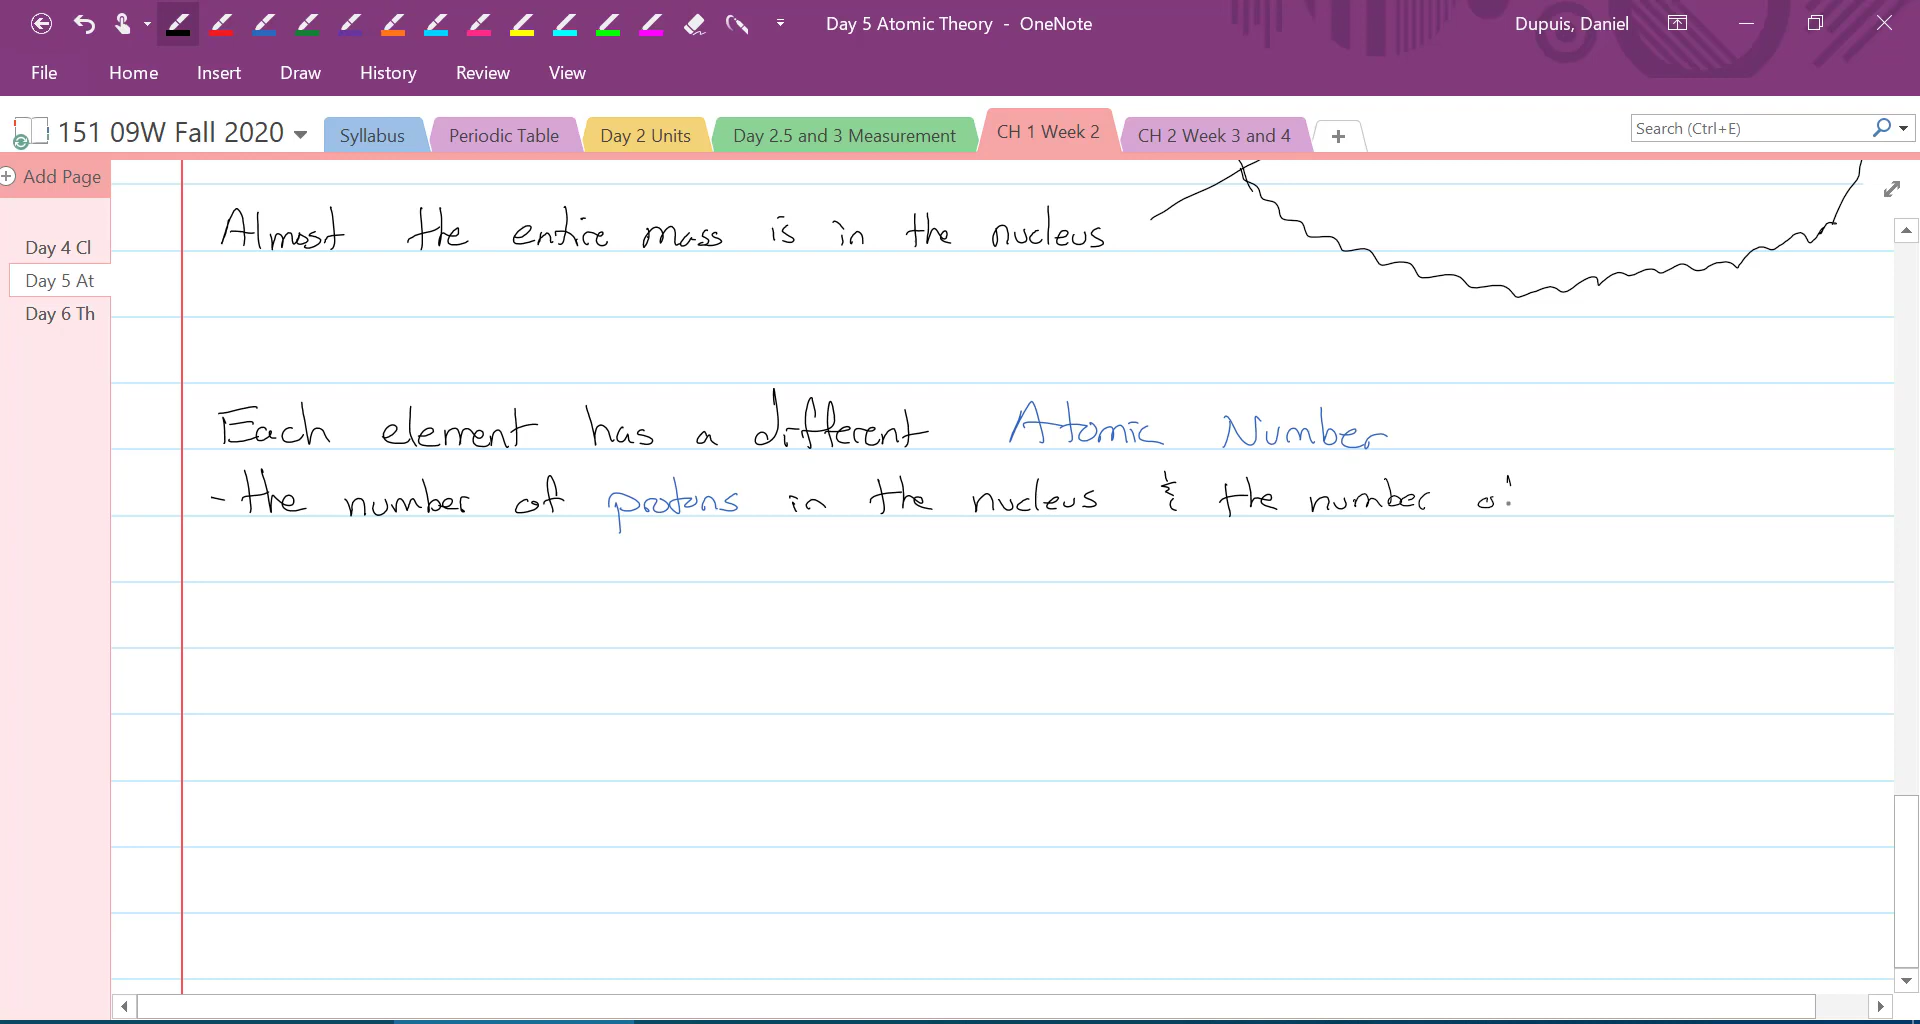 Day 5 Atomic Theory - OneNote
Dupuis, Daniel
File Home Insert Draw History Review View
151 09W Fall 2020
Syllabus Periodic Table Day 2 Units Day 2.5 and 3 Measurement CH 1 Week 2 CH 2 Week 3 and 4 +
Search (Ctrl+E)
Add Page
Day 4 Cl
Day 5 At
Day 6 Th
Almost the entire mass is in the nucleus
Each element has a different Atomic Number
- the number of protons in the nucleus & the number